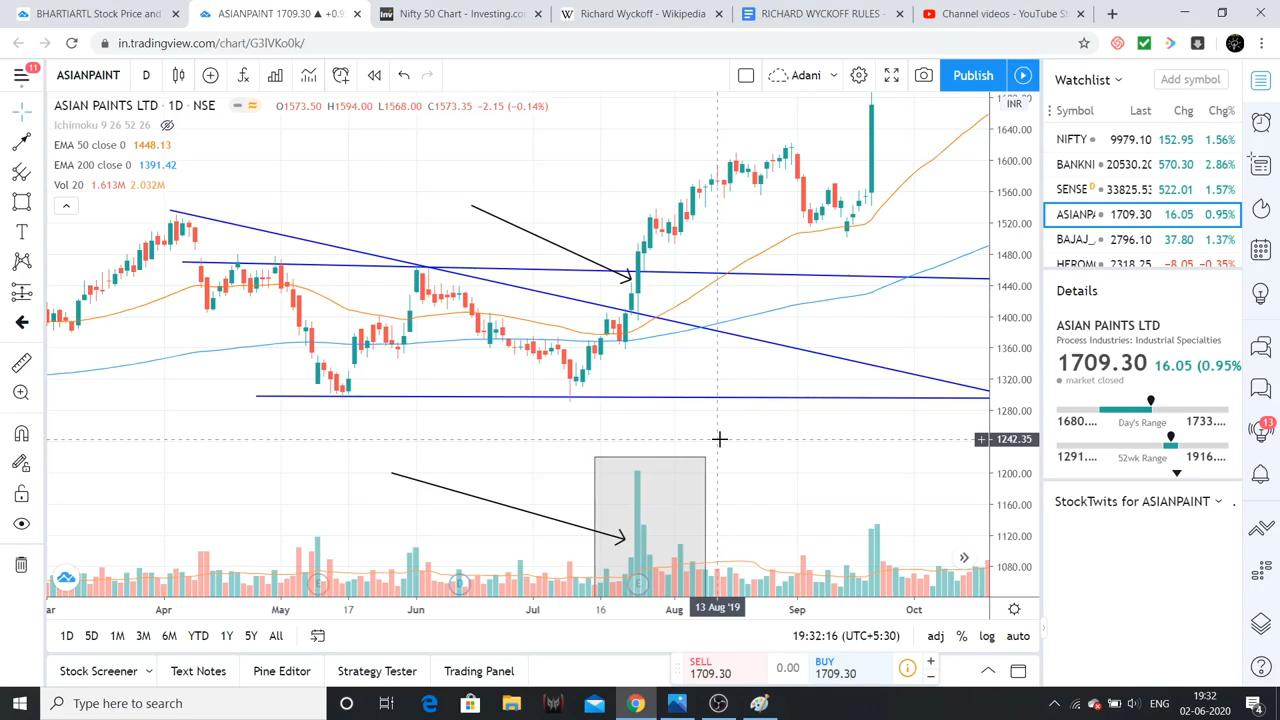 BHARTIARTL Stock Price and
ASIANPAINT 1709.30 ▲ +0.9
Nifty 50 Chart - Investing.com
Richard Wyckoff - Wikipedia
RICHARD WYCKOFF RULES -
Channel videos - YouTube S
in.tradingview.com/chart/G3lVKo0k/
11
ASIANPAINT
D
Adani
Publish
Watchlist
Add symbol
ASIAN PAINTS LTD · 1D · NSE
O1573.50 H1594.00 L1568.00 C1573.35 -2.15 (-0.14%)
Ichimoku 9 26 52 26
EMA 50 close 0 1448.13
EMA 200 close 0 1391.42
Vol 20 1.613M 2.032M
INR
1640.00
1600.00
1560.00
1520.00
1480.00
1440.00
1400.00
1360.00
1320.00
1280.00
1242.35
1200.00
1160.00
1120.00
1080.00
Symbol Last Chg Chg%
NIFTY 9979.10 152.95 1.56%
BANKNI 20530.20 570.30 2.86%
SENSE D 33825.53 522.01 1.57%
ASIANPA 1709.30 16.05 0.95%
BAJAJ_ 2796.10 37.80 1.37%
HEROM 2318.25 -8.05 -0.35%
Details
ASIAN PAINTS LTD
Process Industries: Industrial Specialties
1709.30 16.05 (0.95%
market closed
1680.... Day's Range 1733....
1291.... 52wk Range 1916....
StockTwits for ASIANPAINT
13
E D E
ar Apr May 17 Jun Jul 16 Aug 13 Aug '19 Sep Oct
1D 5D 1M 3M 6M YTD 1Y 5Y All
19:32:16 (UTC+5:30) adj % log auto
Stock Screener Text Notes Pine Editor Strategy Tester Trading Panel
SELL
1709.30
0.00
BUY
1709.30
Type here to search
ENG
19:32
02-06-2020
4